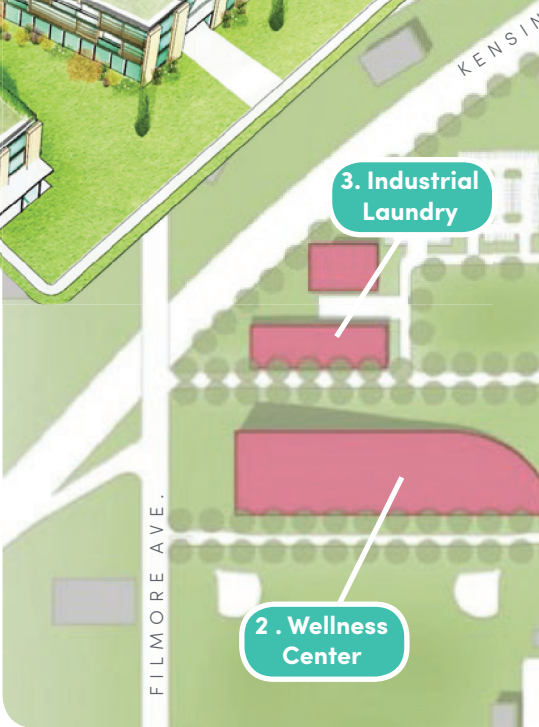 KENSIN
3. Industrial
Laundry
FILMORE AVE.
2 . Wellness
Center